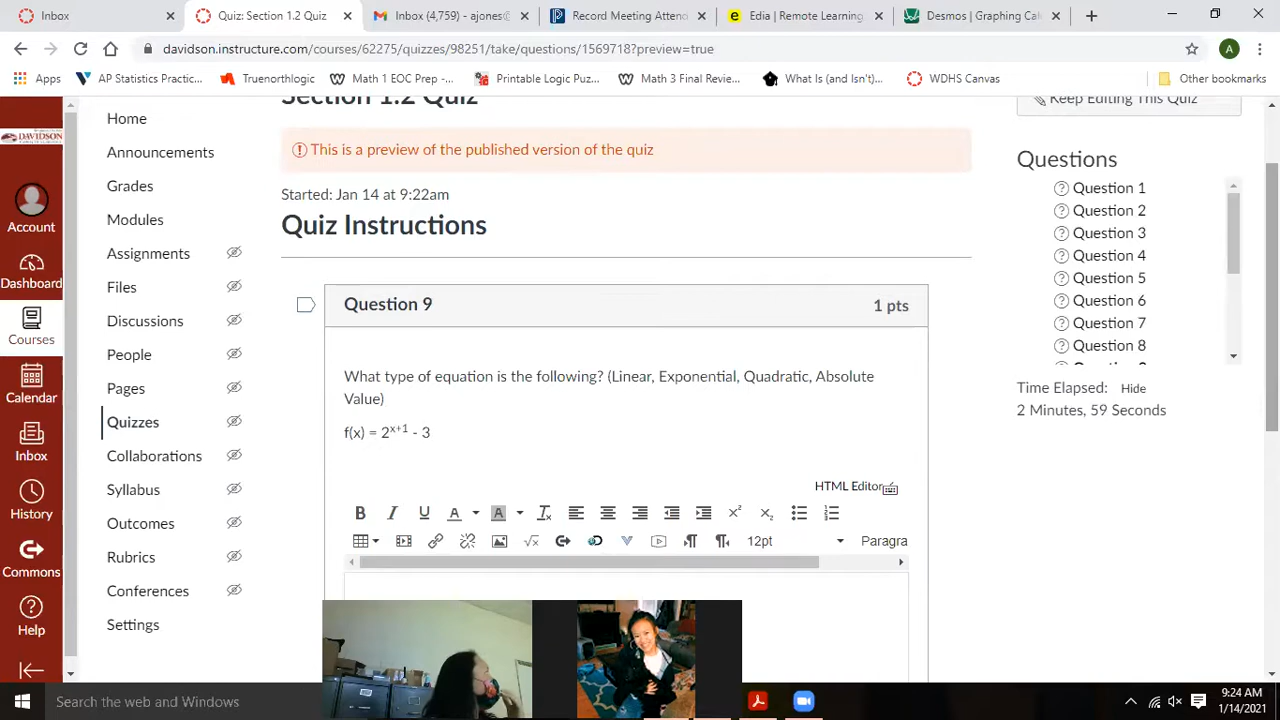 Inbox
Quiz: Section 1.2 Quiz
Inbox (4,759) - ajones@
Record Meeting Attend
Edia | Remote Learning
Desmos | Graphing Cal
davidson.instructure.com/courses/62275/quizzes/98251/take/questions/1569718?preview=true
A
Apps
AP Statistics Practic...
Truenorthlogic
Math 1 EOC Prep -...
Printable Logic Puz...
Math 3 Final Revie...
What Is (and Isn't)...
WDHS Canvas
Other bookmarks
DAVIDSON
Account
Dashboard
Courses
Calendar
Inbox
History
Commons
Help
Home
Announcements
Grades
Modules
Assignments
Files
Discussions
People
Pages
Quizzes
Collaborations
Syllabus
Outcomes
Rubrics
Conferences
Settings
Section 1.2 Quiz
This is a preview of the published version of the quiz
Started: Jan 14 at 9:22am
Quiz Instructions
Question 9
1 pts
What type of equation is the following? (Linear, Exponential, Quadratic, Absolute
Value)
f(x) = 2^(x+1) - 3
HTML Editor
12pt
Paragra
Keep Editing This Quiz
Questions
Question 1
Question 2
Question 3
Question 4
Question 5
Question 6
Question 7
Question 8
Time Elapsed: Hide
2 Minutes, 59 Seconds
Search the web and Windows
9:24 AM
1/14/2021